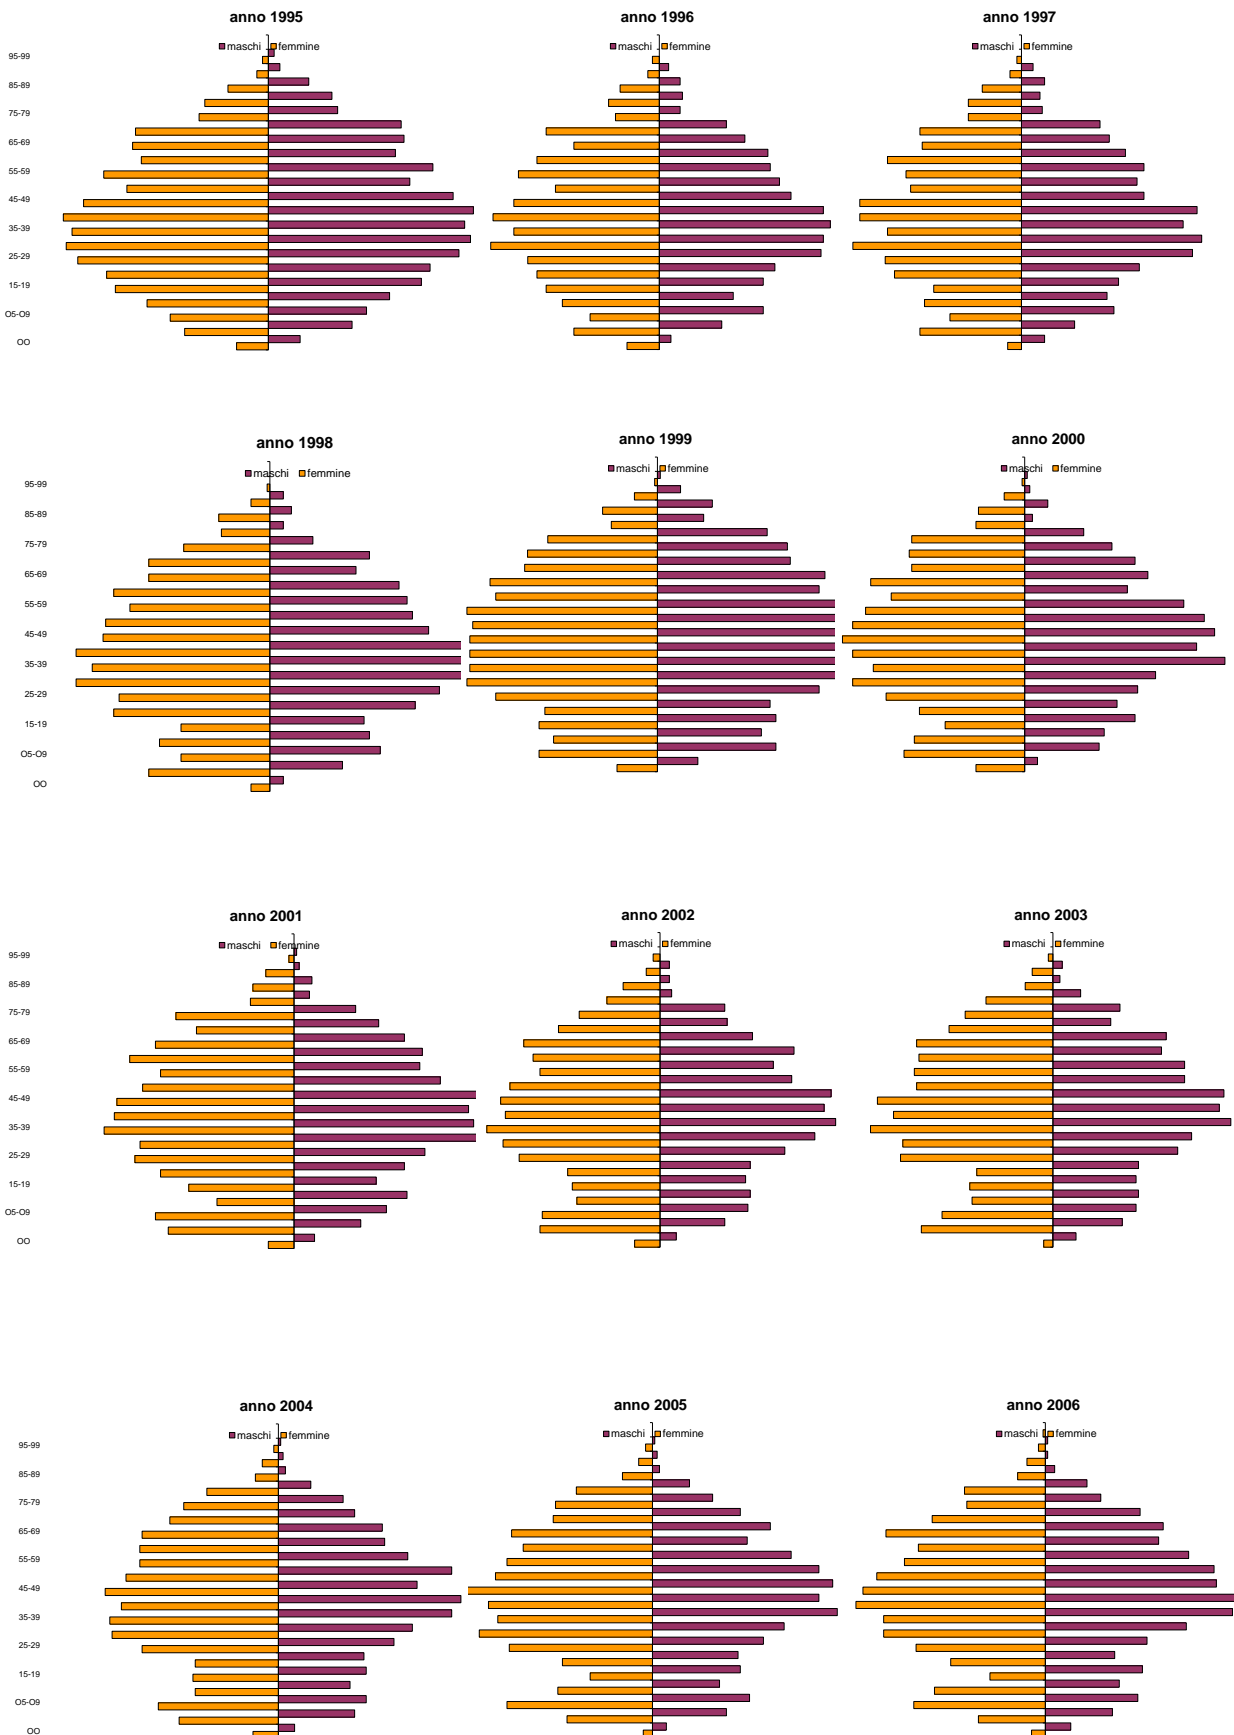 anno 1995
anno 1996
anno 1997
maschi femmine
maschi femmine
maschi femmine
95-99
85-89
75-79
65-69
55-59
45-49
35-39
25-29
15-19
O5-O9
OO
anno 1998
anno 1999
anno 2000
maschi femmine
maschi femmine
maschi femmine
95-99
85-89
75-79
65-69
55-59
45-49
35-39
25-29
15-19
O5-O9
OO
anno 2001
anno 2002
anno 2003
maschi femmine
maschi femmine
maschi femmine
95-99
85-89
75-79
65-69
55-59
45-49
35-39
25-29
15-19
O5-O9
OO
anno 2004
anno 2005
anno 2006
maschi femmine
maschi femmine
maschi femmine
95-99
85-89
75-79
65-69
55-59
45-49
35-39
25-29
15-19
O5-O9
OO